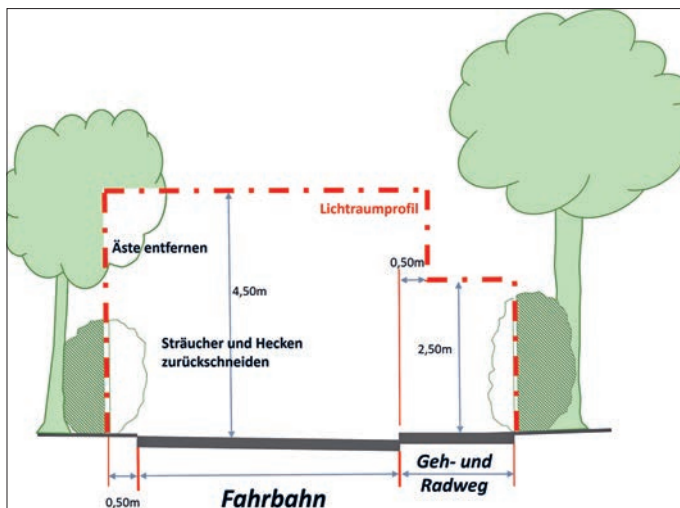 Lichtraumprofil
Äste entfernen
0,50m
4,50m
Sträucher und Hecken
zurückschneiden
2,50m
0,50m
Fahrbahn
Geh- und
Radweg